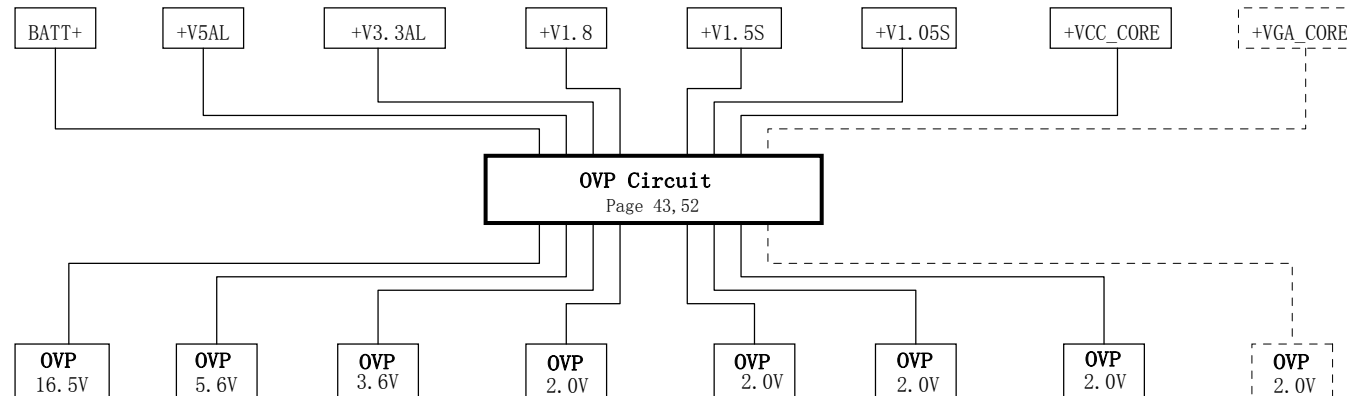 BATT+ +V5AL +V3.3AL +V1.8 +V1.5S +V1.05S +VCC_CORE +VGA_CORE
OVP Circuit
Page 43,52
OVP OVP OVP OVP OVP OVP OVP OVP
16.5V 5.6V 3.6V 2.0V 2.0V 2.0V 2.0V 2.0V